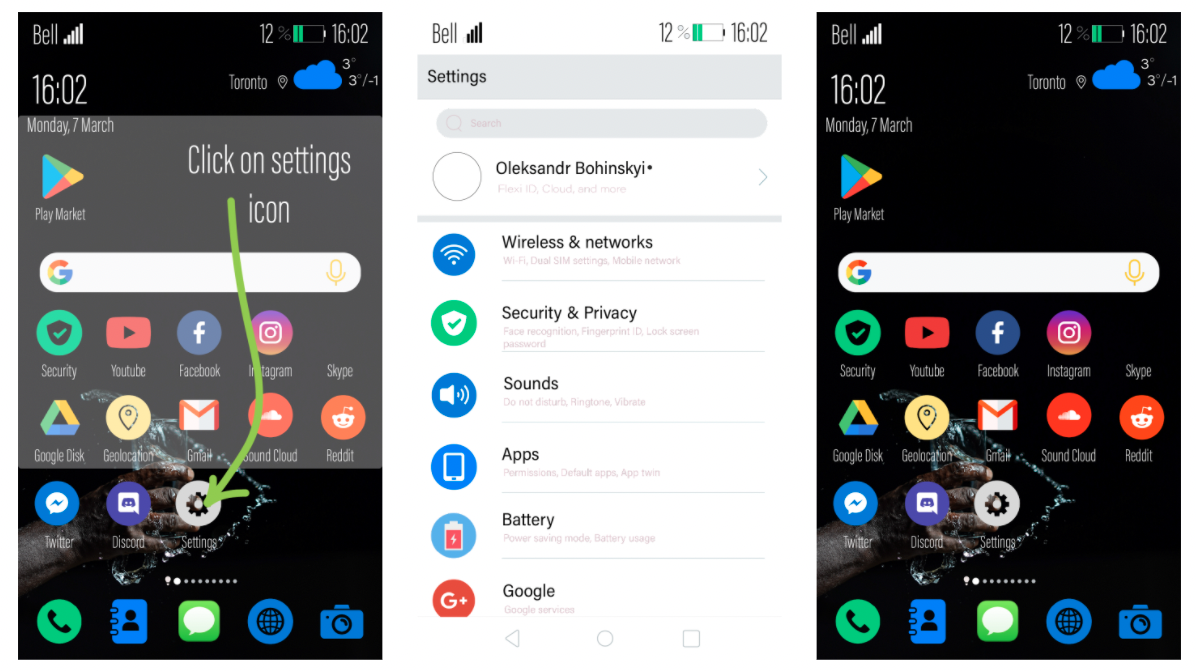 Bell 12 % 16:02
16:02 Toronto 3°
3°/-1
Monday, 7 March
Click on settings
icon
Play Market
G
Security Youtube Facebook Instagram Skype
Google Disk Geolocation Gmail Sound Cloud Reddit
Twitter Discord Settings
Bell 12 % 16:02
Settings
Search
Oleksandr Bohinskyi•
Flexi ID, Cloud, and more
Wireless & networks
Wi-Fi, Dual SIM settings, Mobile network
Security & Privacy
Face recognition, Fingerprint ID, Lock screen
password
Sounds
Do not disturb, Ringtone, Vibrate
Apps
Permissions, Default apps, App twin
Battery
Power saving mode, Battery usage
G+
Google
Google services
Bell 12 % 16:02
16:02 Toronto 3°
3°/-1
Monday, 7 March
Play Market
G
Security Youtube Facebook Instagram Skype
Google Disk Geolocation Gmail Sound Cloud Reddit
Twitter Discord Settings